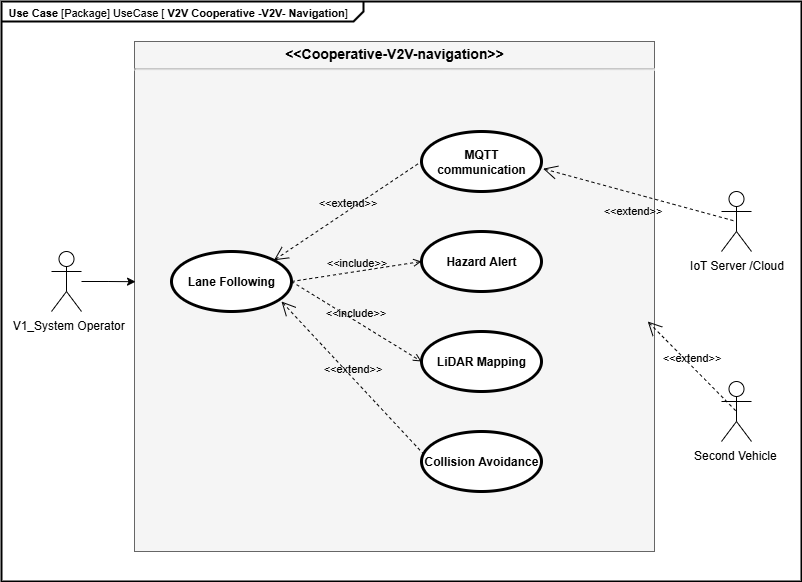 Use Case [Package] UseCase [ V2V Cooperative -V2V- Navigation]
<<Cooperative-V2V-navigation>>
MQTT
communication
<<extend>>
<<extend>>
IoT Server /Cloud
Hazard Alert
<<include>>
Lane Following
V1_System Operator
<<include>>
LiDAR Mapping
<<extend>>
<<extend>>
Collision Avoidance
Second Vehicle